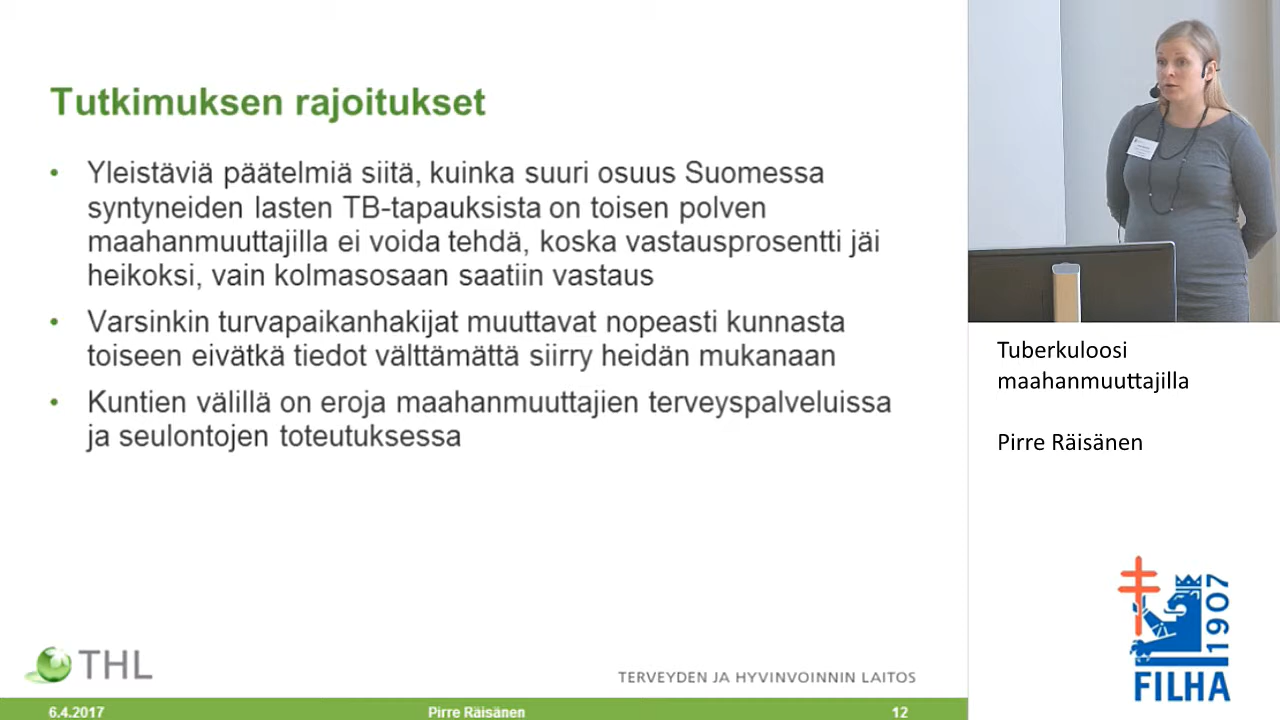 Tutkimuksen rajoitukset
• Yleistäviä päätelmiä siitä, kuinka suuri osuus Suomessa
syntyneiden lasten TB-tapauksista on toisen polven
maahanmuuttajilla ei voida tehdä, koska vastausprosentti jäi
heikoksi, vain kolmasosaan saatiin vastaus
• Varsinkin turvapaikanhakijat muuttavat nopeasti kunnasta
toiseen eivätkä tiedot välttämättä siirry heidän mukanaan
• Kuntien välillä on eroja maahanmuuttajien terveyspalveluissa
ja seulontojen toteutuksessa
THL
TERVEYDEN JA HYVINVOINNIN LAITOS
6.4.2017
Pirre Räisänen
12
Tuberkuloosi
maahanmuuttajilla
Pirre Räisänen
1907
FILHA